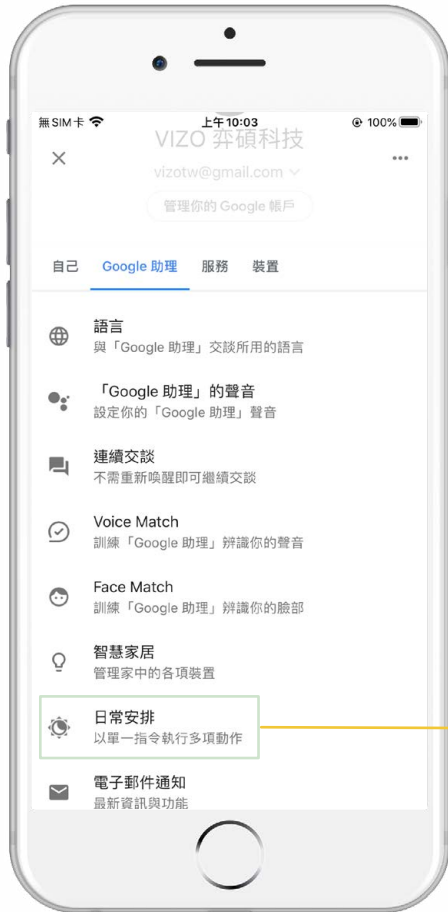 無SIM卡 上午10:03 100%
VIZO 弈碩科技
vizotw@gmail.com
管理你的 Google 帳戶
自己 Google 助理 服務 裝置
語言
與「Google 助理」交談所用的語言
「Google 助理」的聲音
設定你的「Google 助理」聲音
連續交談
不需重新喚醒即可繼續交談
Voice Match
訓練「Google 助理」辨識你的聲音
Face Match
訓練「Google 助理」辨識你的臉部
智慧家居
管理家中的各項裝置
日常安排
以單一指令執行多項動作
電子郵件通知
最新資訊與功能